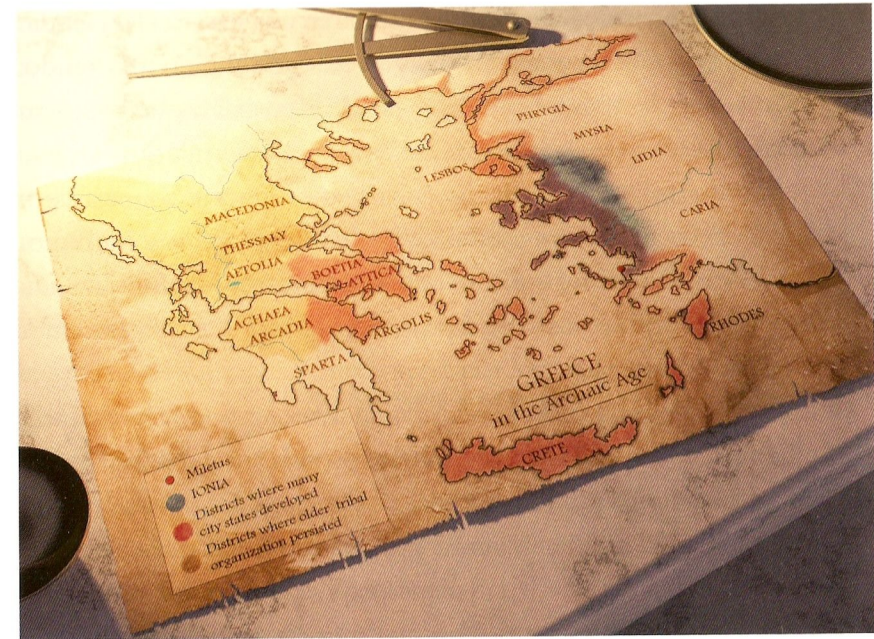 PHRYGIA
MYSIA
LIDIA
LESBOS
CARIA
MACEDONIA
THESSALY
AETOLIA
BOETIA
ATTICA
ACHAEA
ARCADIA
ARGOLIS
SPARTA
RHODES
GREECE
in the Archaic Age
CRETE
Miletus
IONIA
Districts where many
city states developed
Districts where older tribal
organization persisted